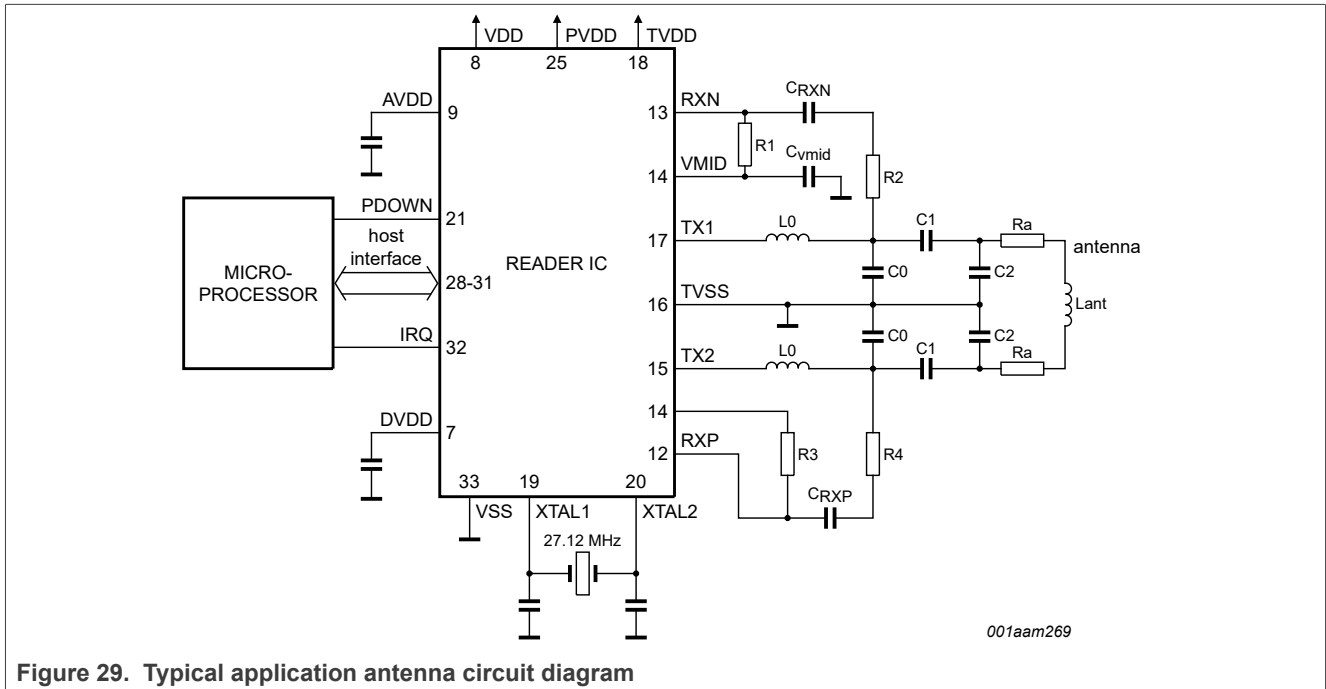 VDD PVDD TVDD
8 25 18
AVDD
9
13
RXN
CRXN
R1
VMID
14
Cvmid
R2
PDOWN
21
host
interface
MICRO-
PROCESSOR
28-31
READER IC
IRQ
32
17
TX1
L0
C1
Ra
antenna
C0
C2
16
TVSS
Lant
C0
C2
15
TX2
L0
C1
Ra
14
DVDD
7
12
RXP
R3
R4
CRXP
33 19 20
VSS XTAL1 XTAL2
27.12 MHz
001aam269
Figure 29. Typical application antenna circuit diagram